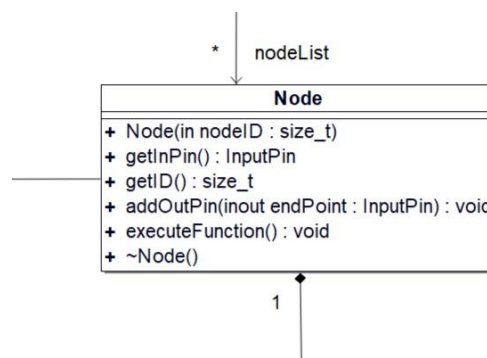 * nodeList
Node
+ Node(in nodeID : size_t)
+ getInPin() : InputPin
+ getID() : size_t
+ addOutPin(inout endPoint : InputPin) : void
+ executeFunction() : void
+ ~Node()
1